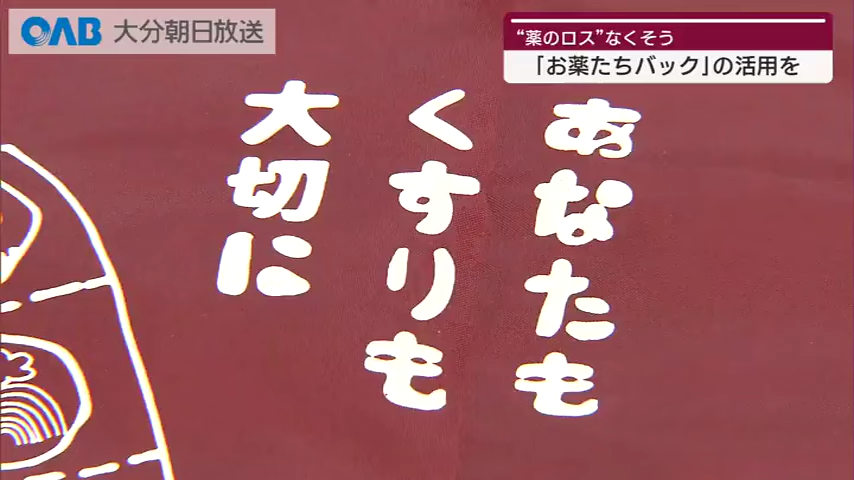 OAB 大分朝日放送
“薬のロス”なくそう
「お薬たちバック」の活用を
あなたも
くすりも
大切に